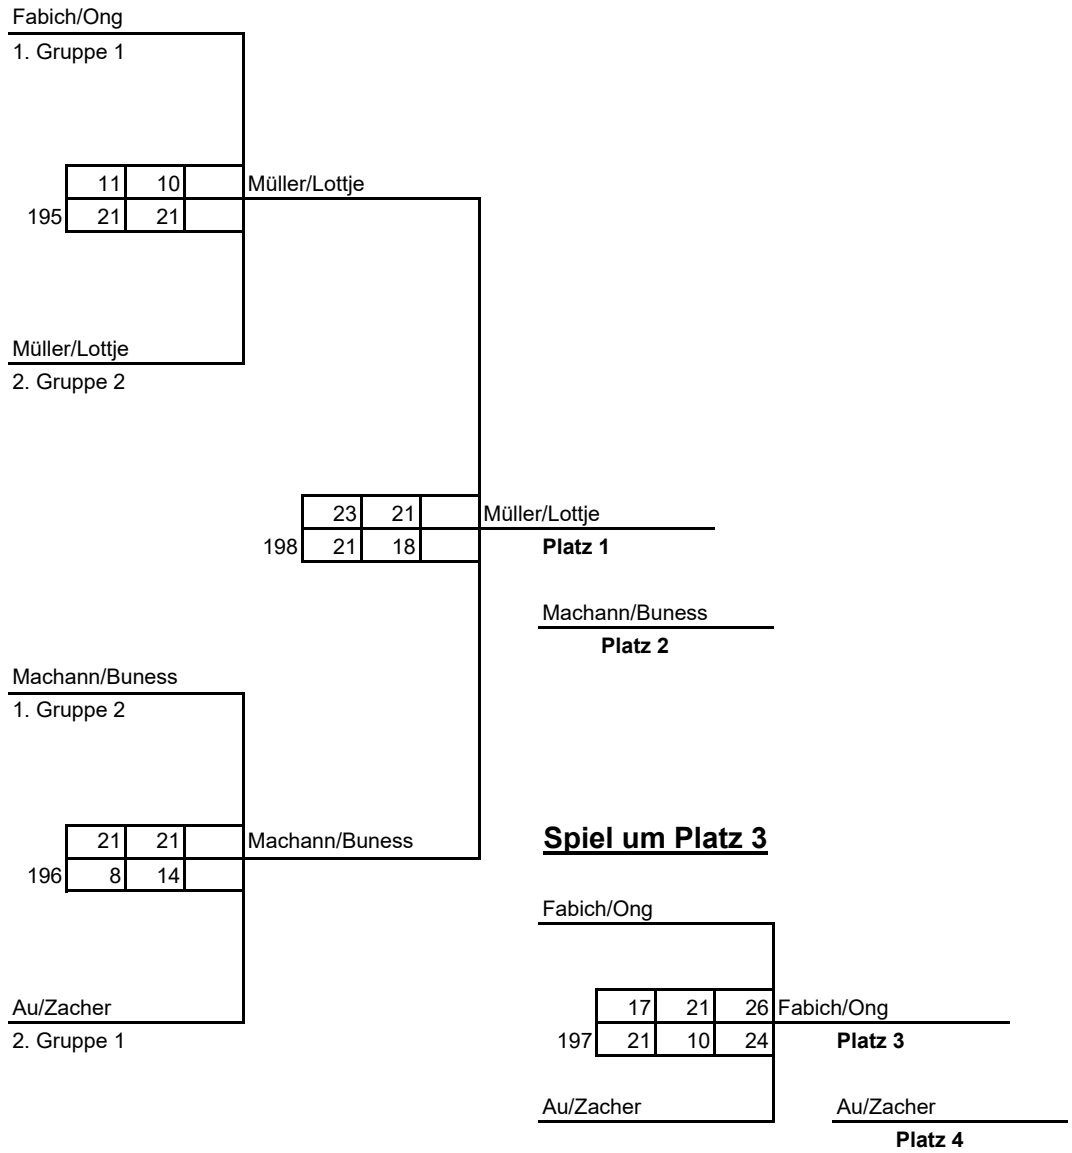 Fabich/Ong
1. Gruppe 1
11 10 Müller/Lottje
195 21 21
Müller/Lottje
2. Gruppe 2
23 21 Müller/Lottje
198 21 18 Platz 1
Machann/Buness
Platz 2
Machann/Buness
1. Gruppe 2
21 21 Machann/Buness
196 8 14
Au/Zacher
2. Gruppe 1
Spiel um Platz 3
Fabich/Ong
17 21 26 Fabich/Ong
197 21 10 24 Platz 3
Au/Zacher Au/Zacher
Platz 4